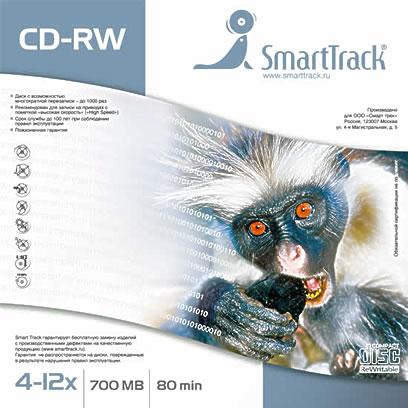 CD-RW
SmartTrack®
www.smarttrack.ru
Диск с возможностью
многократной перезаписи – до 1000 раз
Рекомендован для записи на приводах с
пометкой «высокая скорость» («High Speed»)
Срок службы до 100 лет при соблюдении
правил эксплуатации
Пожизненная гарантия
Произведено
для ООО «Смарт трек»
Россия, 123007 Москва
ул. 4-я Магистральная, д. 5
Smart Track гарантирует бесплатную замену изделий
с производственными дефектами на качественную
продукцию (www.smarttrack.ru).
Гарантия не распространяется на диски, поврежденные
в результате нарушения правил эксплуатации.
4-12x
700 MB
80 min
COMPACT
disc
ReWritable